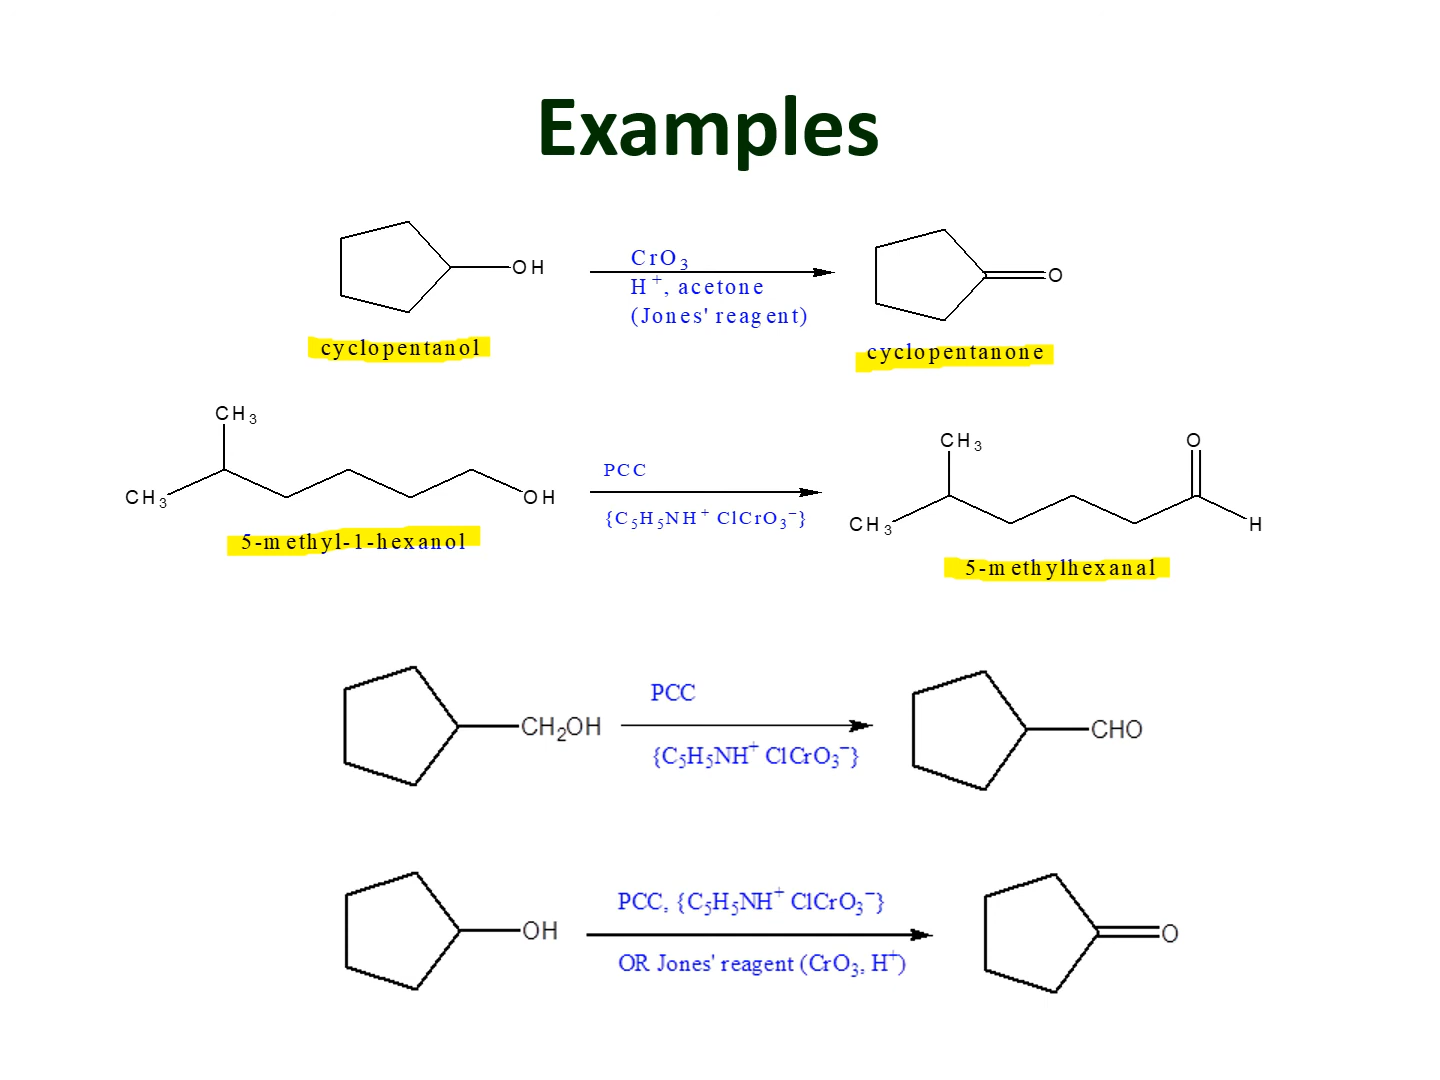 Examples
OH
CrO3
H+, acetone
(Jones' reagent)
O
cyclopentanol
cyclopentanone
CH3
CH3
OH
5-methyl-1-hexanol
PCC
{C5H5NH+ ClCrO3−}
CH3
CH3
O
H
5-methylhexanal
CH2OH
PCC
{C5H5NH+ ClCrO3−}
CHO
OH
PCC, {C5H5NH+ ClCrO3−}
OR Jones' reagent (CrO3, H+)
O